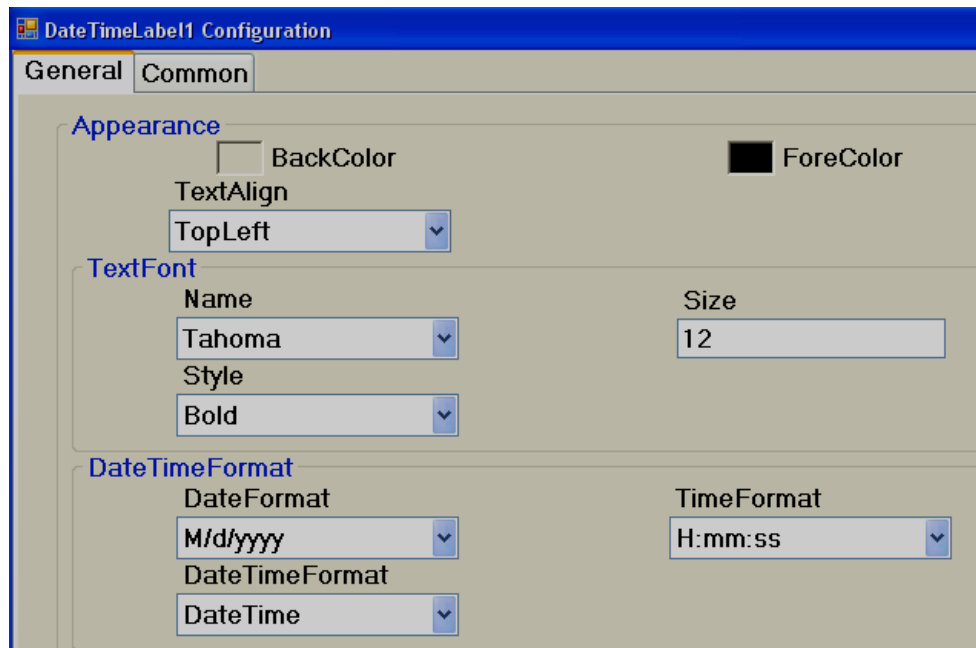 DateTimeLabel1 Configuration
General Common
Appearance
BackColor ForeColor
TextAlign
TopLeft
TextFont
Name Size
Tahoma 12
Style
Bold
DateTimeFormat
DateFormat TimeFormat
M/d/yyyy H:mm:ss
DateTimeFormat
DateTime